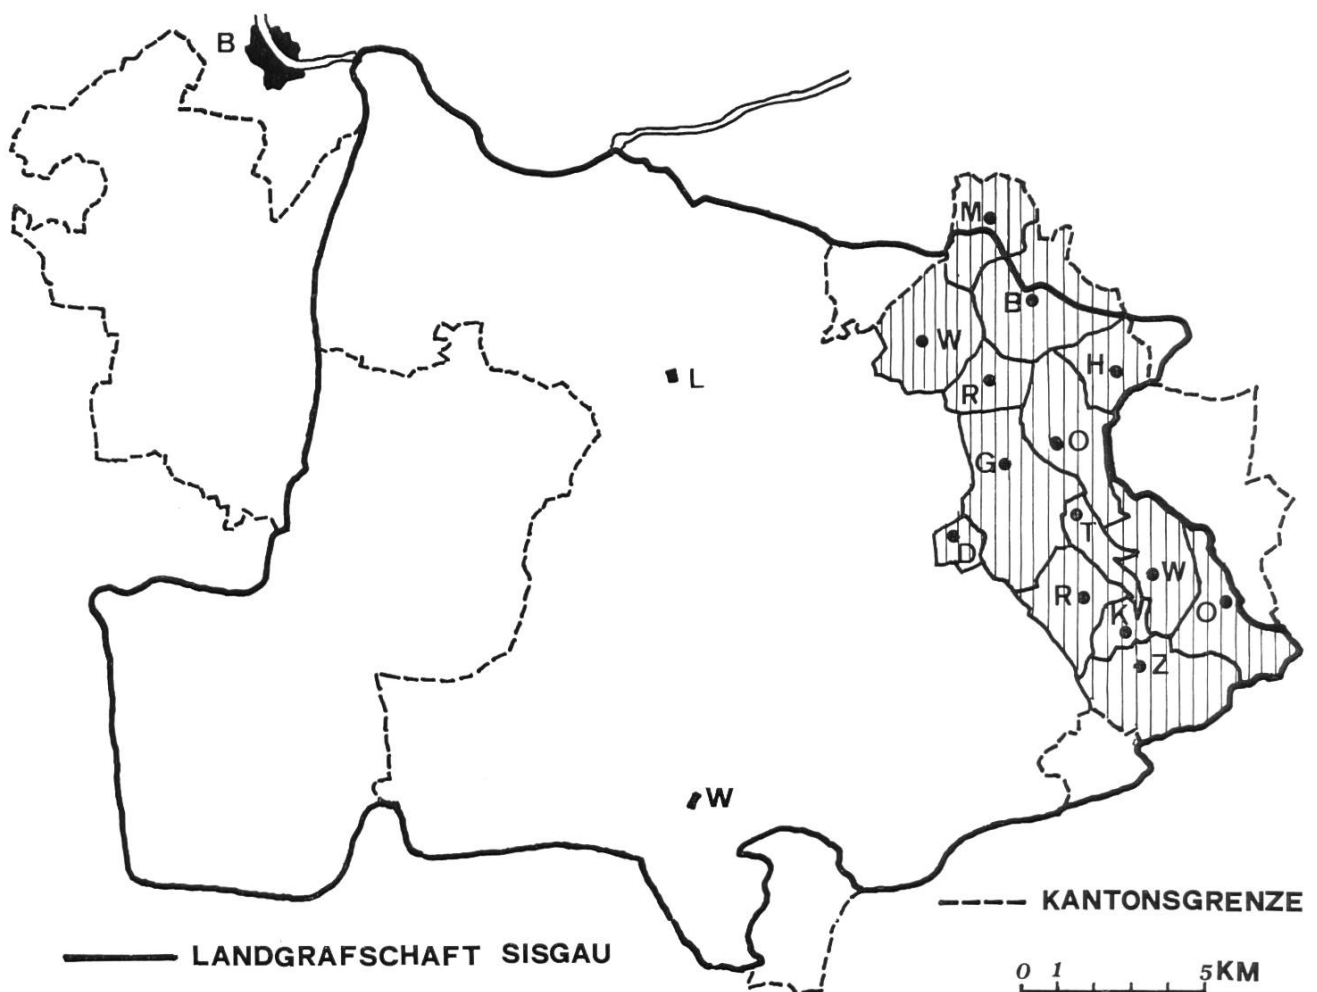 B
M
B
W
H
L
R
O
G
T
D
W
R
K
O
Z
W
KANTONSGRENZE
LANDGRAFSCHAFT SISGAU
0 1 5 KM